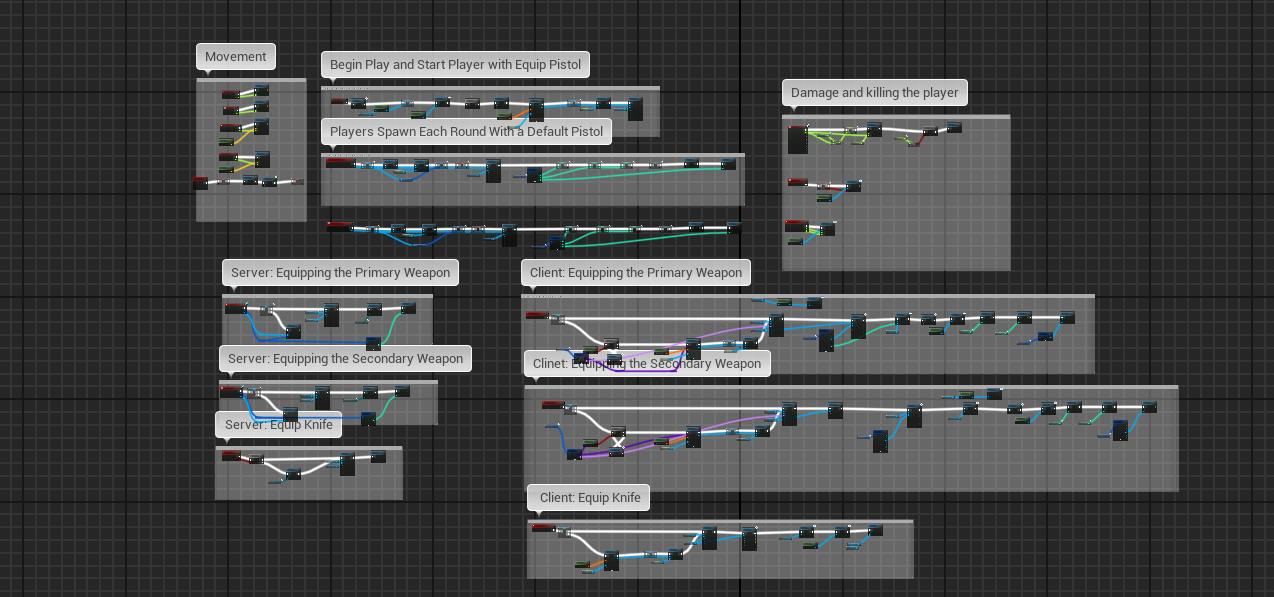 Movement
Begin Play and Start Player with Equip Pistol
Damage and killing the player
Players Spawn Each Round With a Default Pistol
Server: Equipping the Primary Weapon
Client: Equipping the Primary Weapon
Server: Equipping the Secondary Weapon
Clinet: Equipping the Secondary Weapon
Server: Equip Knife
Client: Equip Knife